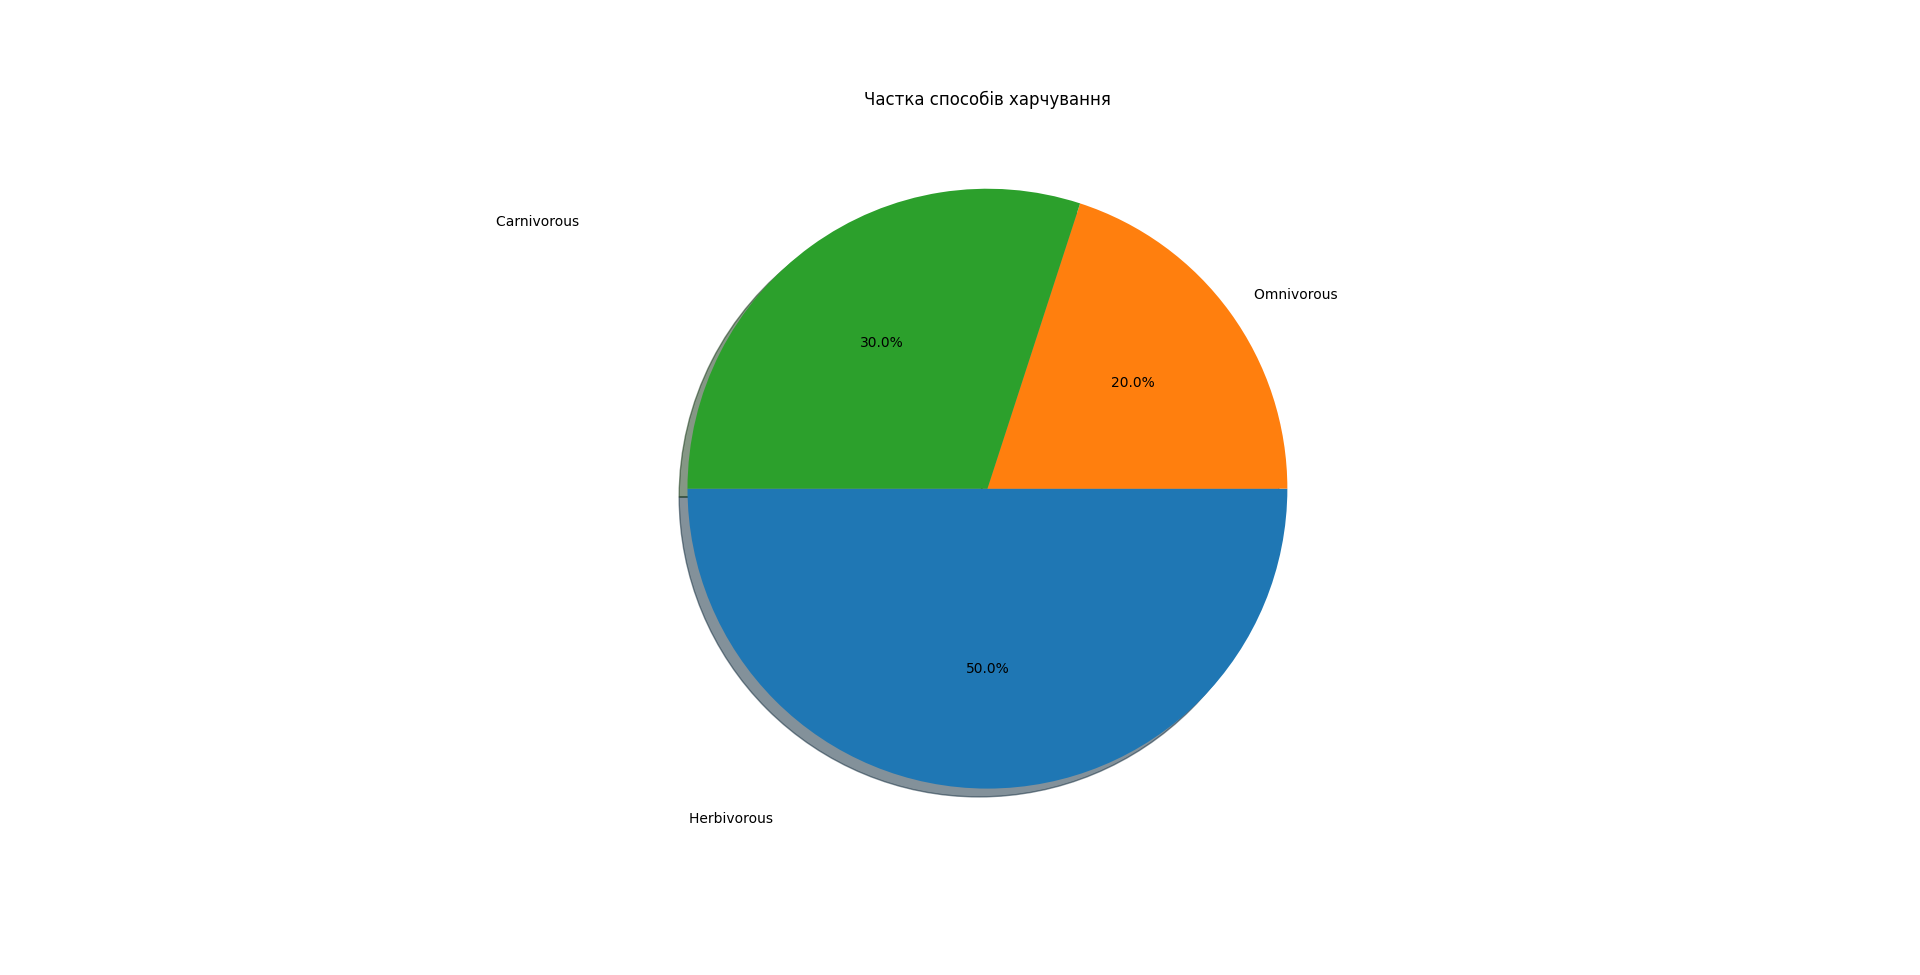 Частка способів харчування
Carnivorous
Omnivorous
30.0%
20.0%
50.0%
Herbivorous